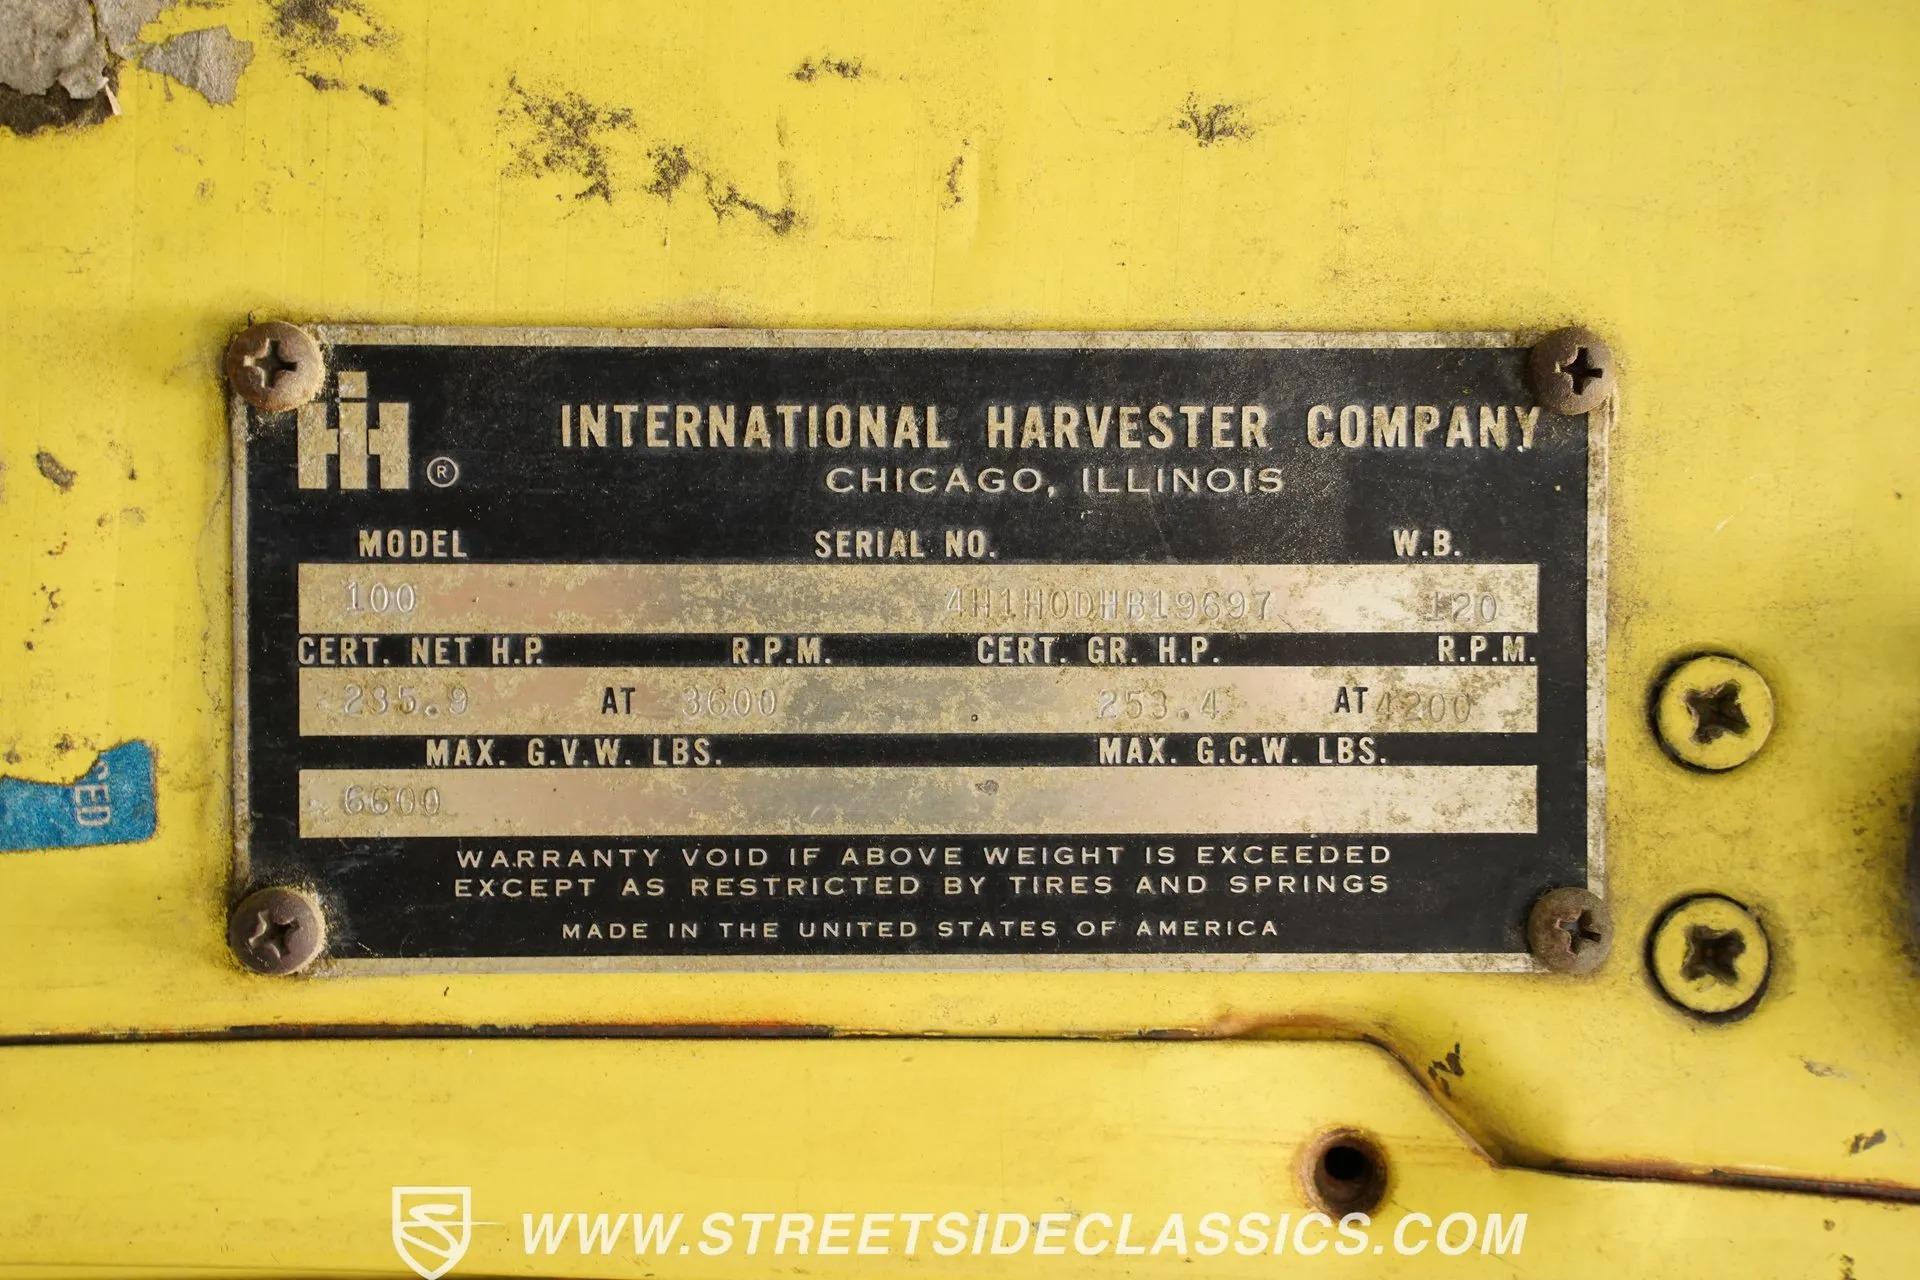 IH ®
INTERNATIONAL HARVESTER COMPANY
CHICAGO, ILLINOIS
MODEL SERIAL NO. W.B.
100 4H1H0DHB19697 120
CERT. NET H.P. R.P.M. CERT. GR. H.P. R.P.M.
235.9 AT 3600 253.4 AT 4200
MAX. G.V.W. LBS. MAX. G.C.W. LBS.
6600
WARRANTY VOID IF ABOVE WEIGHT IS EXCEEDED
EXCEPT AS RESTRICTED BY TIRES AND SPRINGS
MADE IN THE UNITED STATES OF AMERICA
WWW.STREETSIDECLASSICS.COM